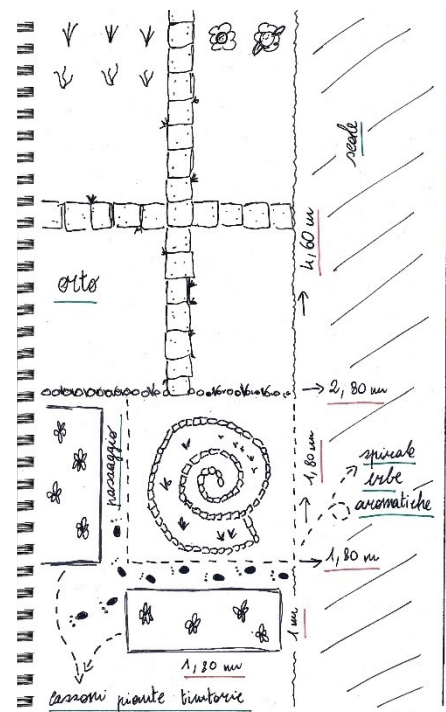 scale
4,60 m
orto
2,80 m
passaggio
1,80 m
spirale
erbe
aromatiche
1,80 m
1 m
1,80 m
cassoni piante tintorie